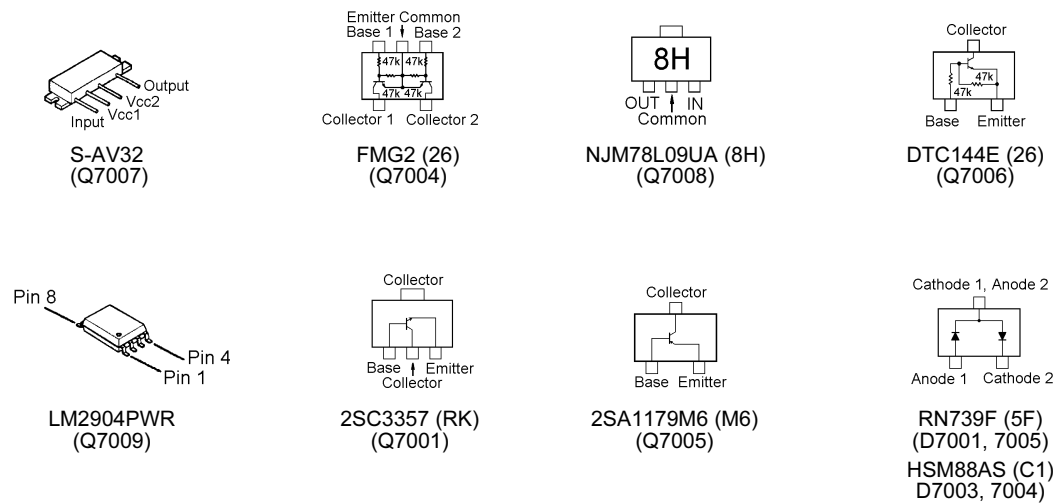 Output
Vcc2
Vcc1
Input
S-AV32
(Q7007)
Emitter Common
Base 1 Base 2
47k 47k
47k 47k
Collector 1 Collector 2
FMG2 (26)
(Q7004)
8H
OUT IN
Common
NJM78L09UA (8H)
(Q7008)
Collector
47k
47k
Base Emitter
DTC144E (26)
(Q7006)
Pin 8
Pin 4
Pin 1
LM2904PWR
(Q7009)
Collector
Base Emitter
Collector
2SC3357 (RK)
(Q7001)
Collector
Base Emitter
2SA1179M6 (M6)
(Q7005)
Cathode 1, Anode 2
Anode 1 Cathode 2
RN739F (5F)
(D7001, 7005)
HSM88AS (C1)
D7003, 7004)